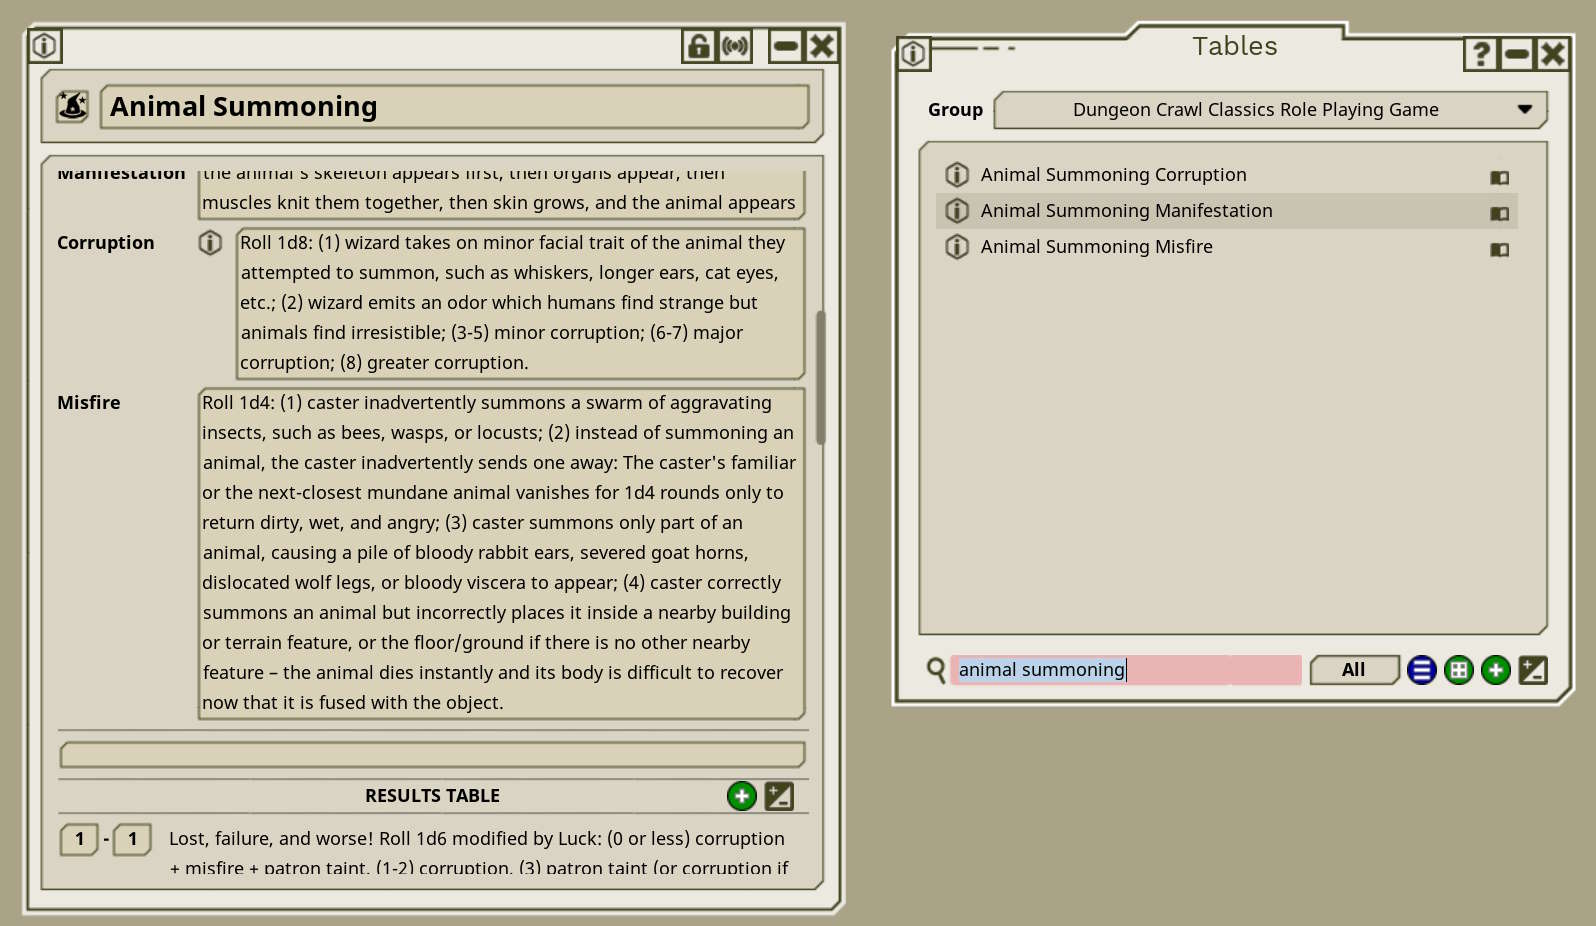 Animal Summoning
Manifestation
the animal's skeleton appears first, then organs appear, then
muscles knit them together, then skin grows, and the animal appears
Corruption
Roll 1d8: (1) wizard takes on minor facial trait of the animal they
attempted to summon, such as whiskers, longer ears, cat eyes,
etc.; (2) wizard emits an odor which humans find strange but
animals find irresistible; (3-5) minor corruption; (6-7) major
corruption; (8) greater corruption.
Misfire
Roll 1d4: (1) caster inadvertently summons a swarm of aggravating
insects, such as bees, wasps, or locusts; (2) instead of summoning an
animal, the caster inadvertently sends one away: The caster's familiar
or the next-closest mundane animal vanishes for 1d4 rounds only to
return dirty, wet, and angry; (3) caster summons only part of an
animal, causing a pile of bloody rabbit ears, severed goat horns,
dislocated wolf legs, or bloody viscera to appear; (4) caster correctly
summons an animal but incorrectly places it inside a nearby building
or terrain feature, or the floor/ground if there is no other nearby
feature – the animal dies instantly and its body is difficult to recover
now that it is fused with the object.
RESULTS TABLE
1 - 1 Lost, failure, and worse! Roll 1d6 modified by Luck: (0 or less) corruption
+ misfire + patron taint, (1-2) corruption, (3) patron taint (or corruption if
Tables
Group Dungeon Crawl Classics Role Playing Game
Animal Summoning Corruption
Animal Summoning Manifestation
Animal Summoning Misfire
animal summoning All